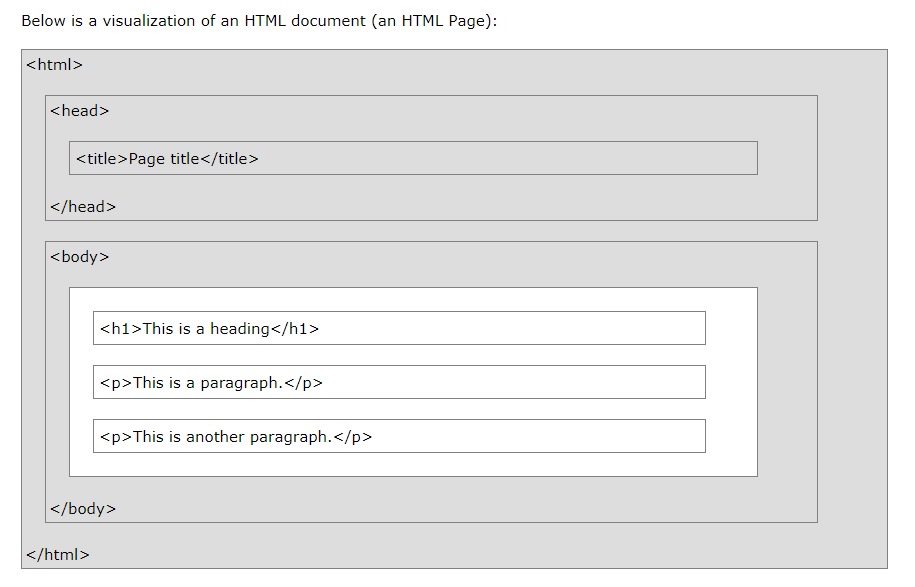 Below is a visualization of an HTML document (an HTML Page):
<html>
<head>
<title>Page title</title>
</head>
<body>
<h1>This is a heading</h1>
<p>This is a paragraph.</p>
<p>This is another paragraph.</p>
</body>
</html>